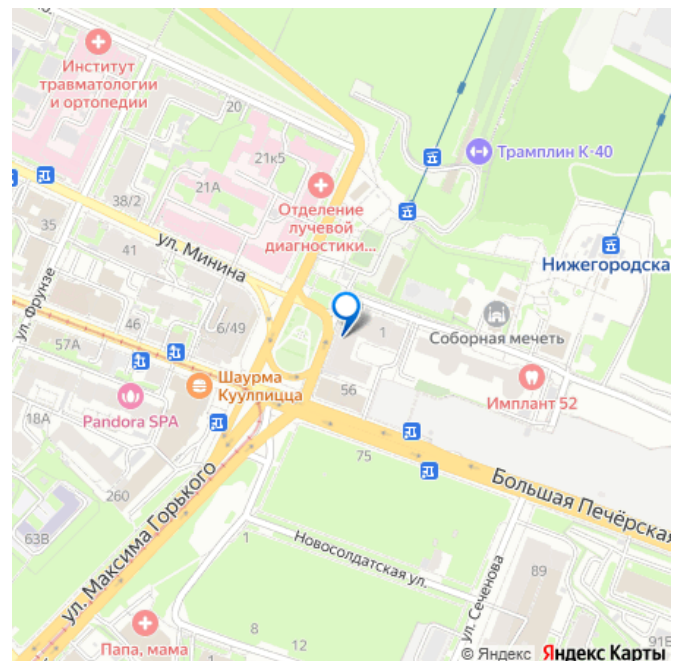 Институт
травматологии
и ортопедии
20
Трамплин К-40
21к5
21А
38/2
Отделение
лучевой
диагностики...
35
41
ул. Минина
Нижегородска
ул. Фрунзе
46
6/49
1
Соборная мечеть
57А
Шаурма
Куулпицца
56
Имплант 52
18А
Pandora SPA
75
260
Большая Печёрская
63В
ул. Максима Горького
1
Новосолдатская ул.
ул. Сеченова
89
8
12
Папа, мама
91В
© Яндекс Яндекс Карты